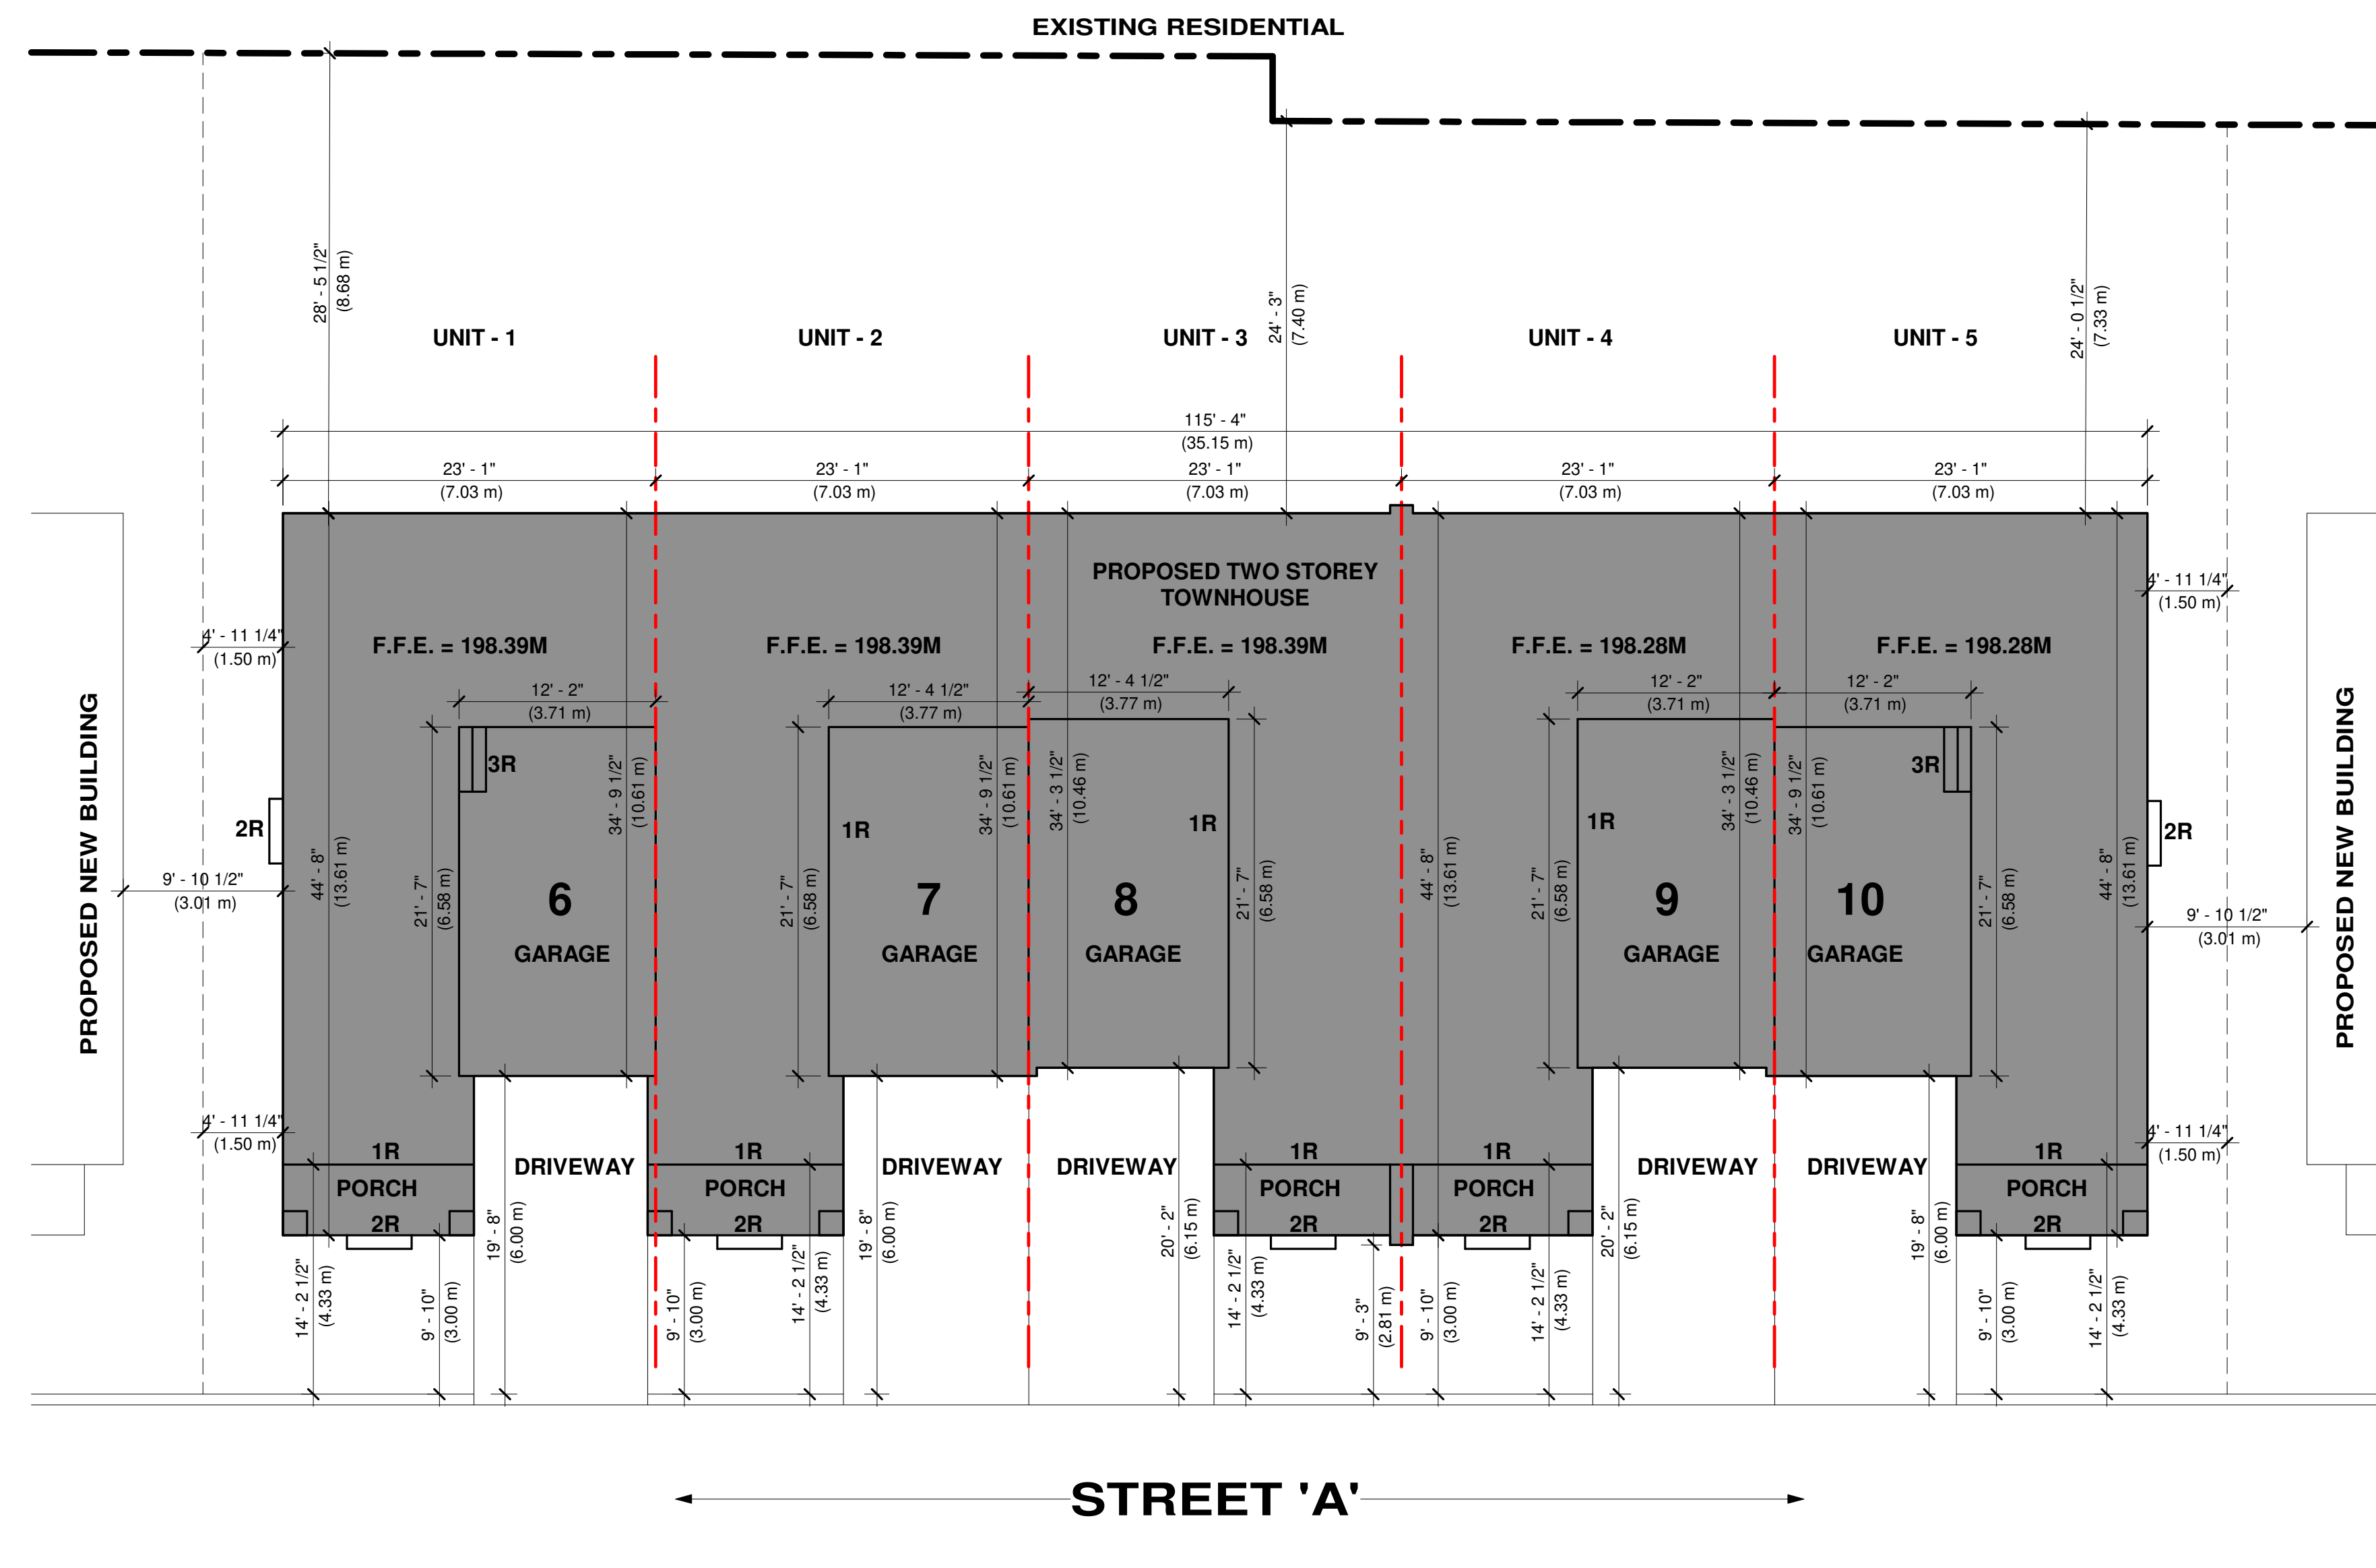 EXISTING RESIDENTIAL
28' - 5 1/2"
(8.68 m)
24' - 3"
(7.40 m)
24' - 0 1/2"
(7.33 m)
UNIT - 1
UNIT - 2
UNIT - 3
UNIT - 4
UNIT - 5
115' - 4"
(35.15 m)
23' - 1"
(7.03 m)
23' - 1"
(7.03 m)
23' - 1"
(7.03 m)
23' - 1"
(7.03 m)
23' - 1"
(7.03 m)
PROPOSED TWO STOREY
TOWNHOUSE
4' - 11 1/4"
(1.50 m)
4' - 11 1/4"
(1.50 m)
F.F.E. = 198.39M
F.F.E. = 198.39M
F.F.E. = 198.39M
F.F.E. = 198.28M
F.F.E. = 198.28M
12' - 2"
(3.71 m)
12' - 4 1/2"
(3.77 m)
12' - 4 1/2"
(3.77 m)
12' - 2"
(3.71 m)
12' - 2"
(3.71 m)
PROPOSED NEW BUILDING
2R
9' - 10 1/2"
(3.01 m)
44' - 8"
(13.61 m)
21' - 7"
(6.58 m)
3R
6
GARAGE
34' - 9 1/2"
(10.61 m)
21' - 7"
(6.58 m)
1R
7
GARAGE
34' - 9 1/2"
(10.61 m)
34' - 3 1/2"
(10.46 m)
1R
8
GARAGE
21' - 7"
(6.58 m)
44' - 8"
(13.61 m)
21' - 7"
(6.58 m)
1R
9
GARAGE
34' - 3 1/2"
(10.46 m)
34' - 9 1/2"
(10.61 m)
3R
10
GARAGE
21' - 7"
(6.58 m)
44' - 8"
(13.61 m)
2R
9' - 10 1/2"
(3.01 m)
PROPOSED NEW BUILDING
4' - 11 1/4"
(1.50 m)
4' - 11 1/4"
(1.50 m)
1R
PORCH
2R
DRIVEWAY
1R
PORCH
2R
DRIVEWAY
DRIVEWAY
1R
PORCH
2R
1R
PORCH
2R
DRIVEWAY
DRIVEWAY
1R
PORCH
2R
14' - 2 1/2"
(4.33 m)
9' - 10"
(3.00 m)
19' - 8"
(6.00 m)
9' - 10"
(3.00 m)
14' - 2 1/2"
(4.33 m)
19' - 8"
(6.00 m)
20' - 2"
(6.15 m)
14' - 2 1/2"
(4.33 m)
9' - 3"
(2.81 m)
9' - 10"
(3.00 m)
14' - 2 1/2"
(4.33 m)
20' - 2"
(6.15 m)
19' - 8"
(6.00 m)
9' - 10"
(3.00 m)
14' - 2 1/2"
(4.33 m)
STREET 'A'